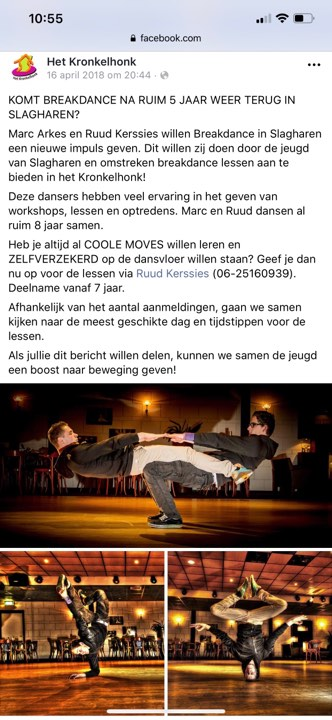 10:55
facebook.com
Het Kronkelhonk
16 april 2018 om 20:44 ·
KOMT BREAKDANCE NA RUIM 5 JAAR WEER TERUG IN
SLAGHAREN?
Marc Arkes en Ruud Kerssies willen Breakdance in Slagharen
een nieuwe impuls geven. Dit willen zij doen door de jeugd
van Slagharen en omstreken breakdance lessen aan te
bieden in het Kronkelhonk!
Deze dansers hebben veel ervaring in het geven van
workshops, lessen en optredens. Marc en Ruud dansen al
ruim 8 jaar samen.
Heb je altijd al COOLE MOVES willen leren en
ZELFVERZEKERD op de dansvloer willen staan? Geef je dan
nu op voor de lessen via Ruud Kerssies (06-25160939).
Deelname vanaf 7 jaar.
Afhankelijk van het aantal aanmeldingen, gaan we samen
kijken naar de meest geschikte dag en tijdstippen voor de
lessen.
Als jullie dit bericht willen delen, kunnen we samen de jeugd
een boost naar beweging geven!